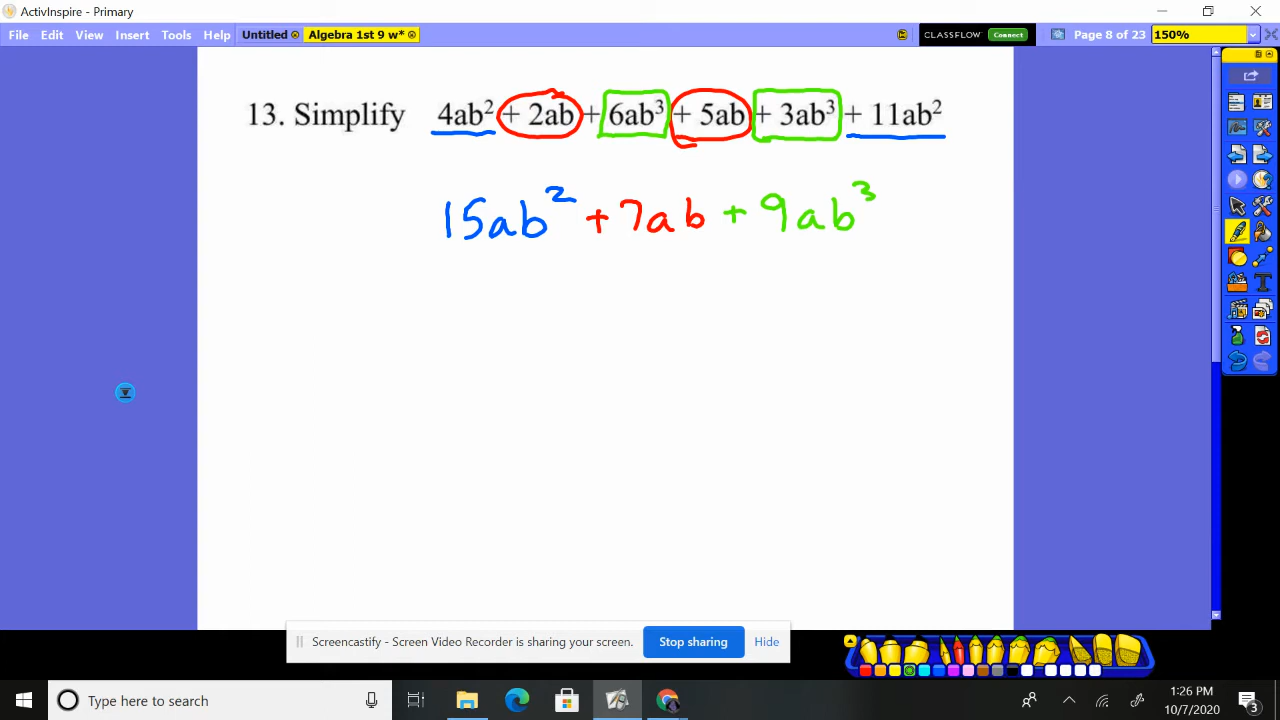 ActivInspire - Primary
File Edit View Insert Tools Help Untitled Algebra 1st 9 w* CLASSFLOW Connect Page 8 of 23 150%
13. Simplify 4ab² + 2ab + 6ab³ + 5ab + 3ab³ + 11ab²
15ab² + 7ab + 9ab³
Screencastify - Screen Video Recorder is sharing your screen. Stop sharing Hide
Type here to search
1:26 PM
10/7/2020
3